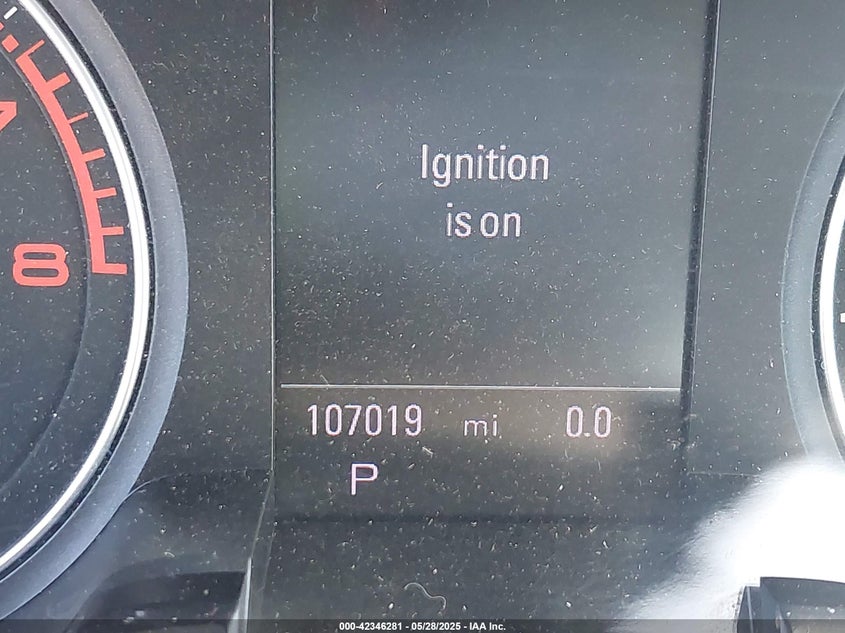 Ignition
is on
8
107019 mi 0.0
P
000-42346281 - 05/28/2025 - IAA Inc.